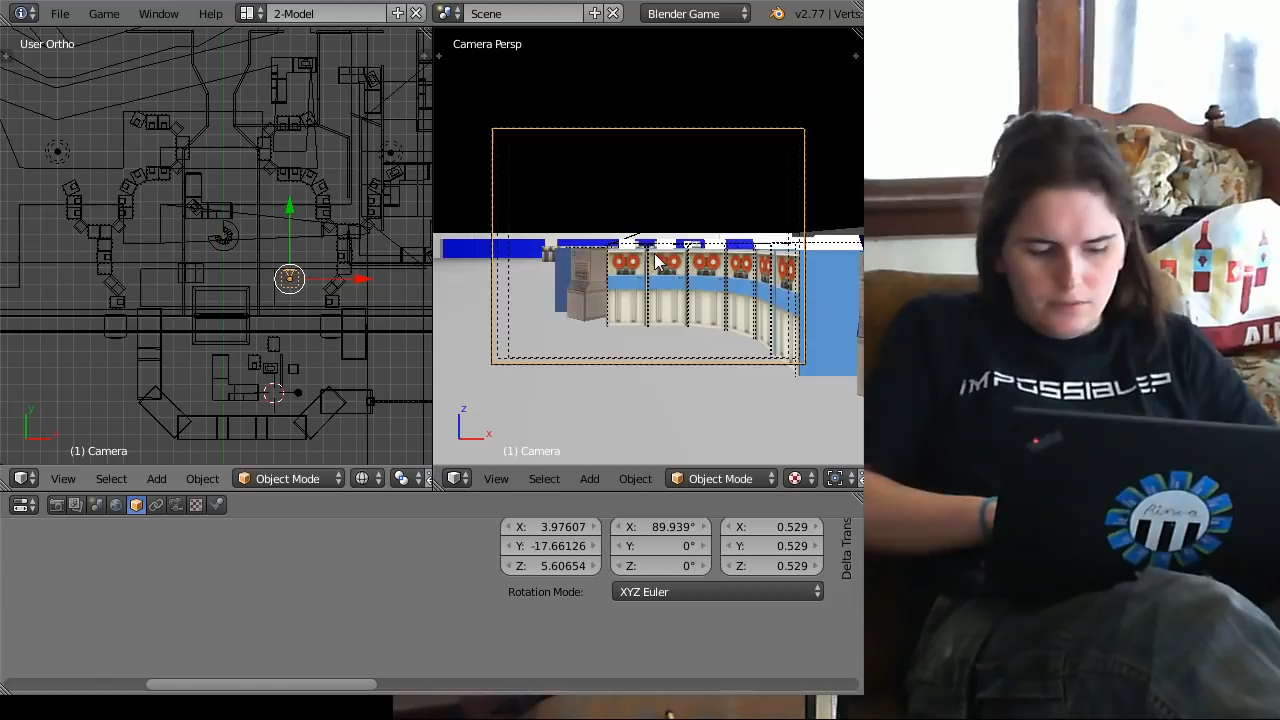 File Game Window Help 2-Model Scene Blender Game v2.77 | Verts:
User Ortho
Camera Persp
y
x
z
x
(1) Camera
(1) Camera
View Select Add Object Object Mode
View Select Add Object Object Mode
X: 3.97607 X: 89.939° X: 0.529
Y: -17.66126 Y: 0° Y: 0.529
Z: 5.60654 Z: 0° Z: 0.529
Delta Trans
Rotation Mode: XYZ Euler
IMPOSSIBLE?
AL